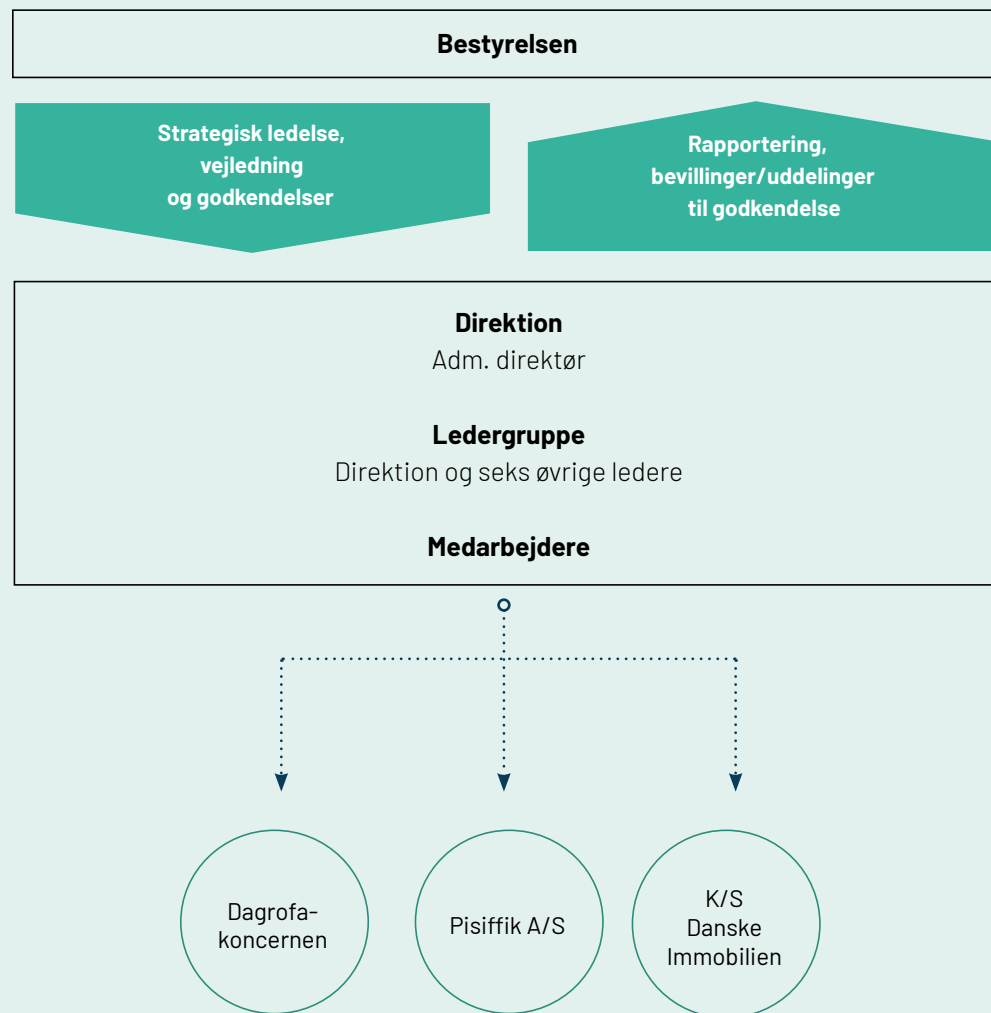 Bestyrelsen
Strategisk ledelse,
vejledning
og godkendelser
Rapportering,
bevillinger/uddelinger
til godkendelse
Direktion
Adm. direktør
Ledergruppe
Direktion og seks øvrige ledere
Medarbejdere
Dagrofa-
koncernen
Pisiffik A/S
K/S
Danske
Immobilien